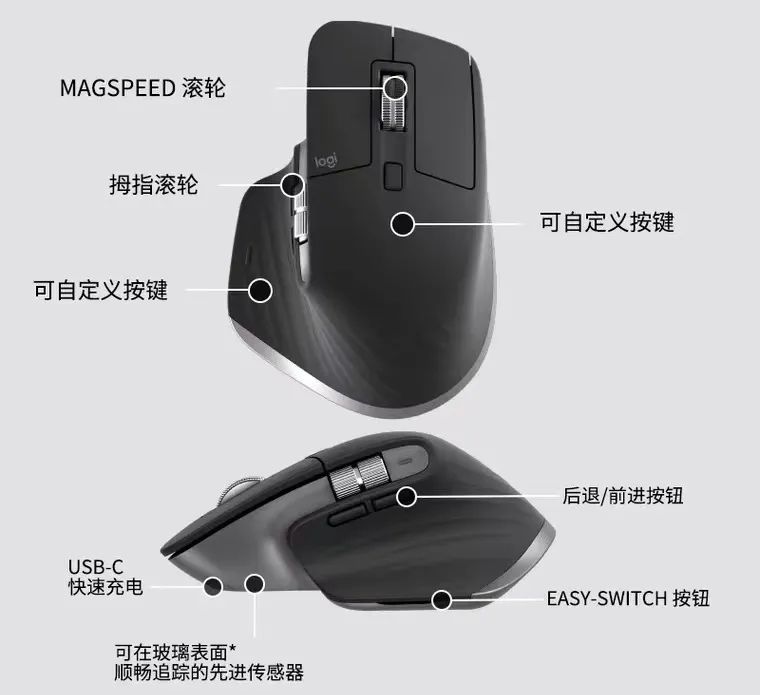 MAGSPEED 滚轮
logi
拇指滚轮
可自定义按键
可自定义按键
后退/前进按钮
USB-C
快速充电
EASY-SWITCH 按钮
可在玻璃表面*
顺畅追踪的先进传感器